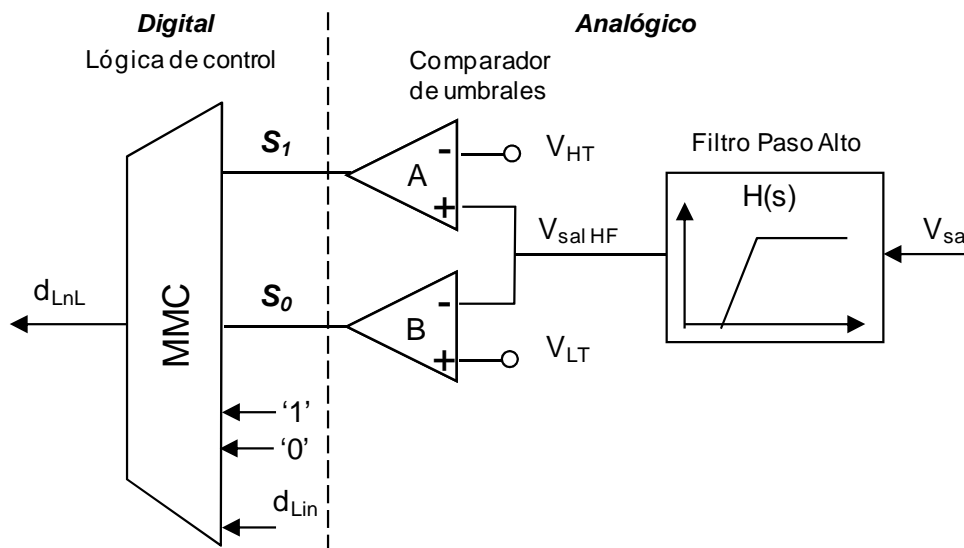 Digital
Analógico
Lógica de control
Comparador
de umbrales
Filtro Paso Alto
S1
- VHT
A
+
H(s)
Vsal HF
Vsa
dLnL
MMC
S0
-
B
+ VLT
'1'
'0'
dLin